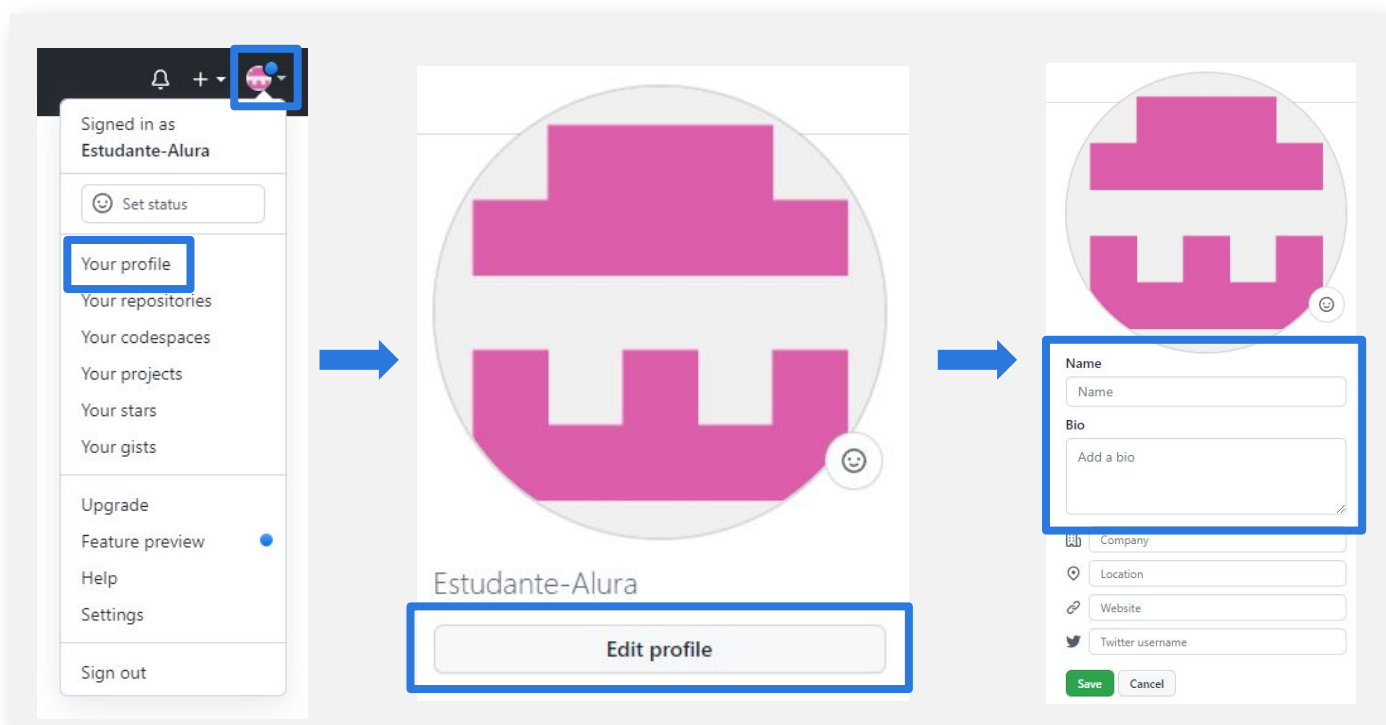 Signed in as
Estudante-Alura
Set status
Your profile
Your repositories
Your codespaces
Your projects
Your stars
Your gists
Upgrade
Feature preview
Help
Settings
Sign out
Estudante-Alura
Edit profile
Name
Name
Bio
Add a bio
Company
Location
Website
Twitter username
Save Cancel